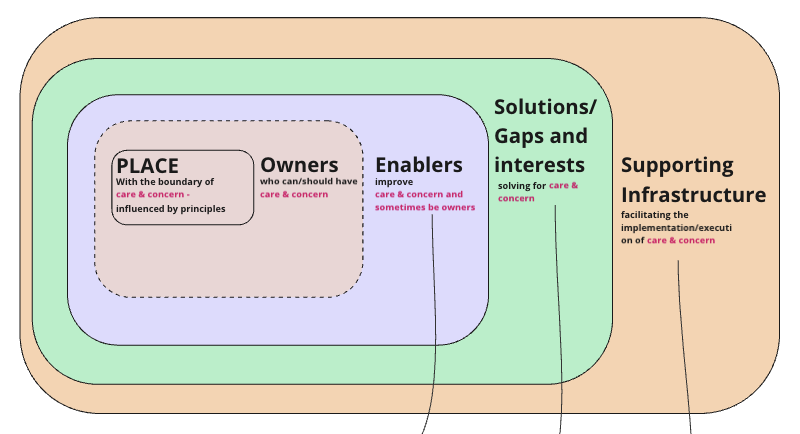 PLACE
With the boundary of
care & concern -
influenced by principles
Owners
who can/should have
care & concern
Enablers
improve
care & concern and
sometimes be owners
Solutions/
Gaps and
interests
solving for care &
concern
Supporting
Infrastructure
facilitating the
implementation/executi
on of care & concern